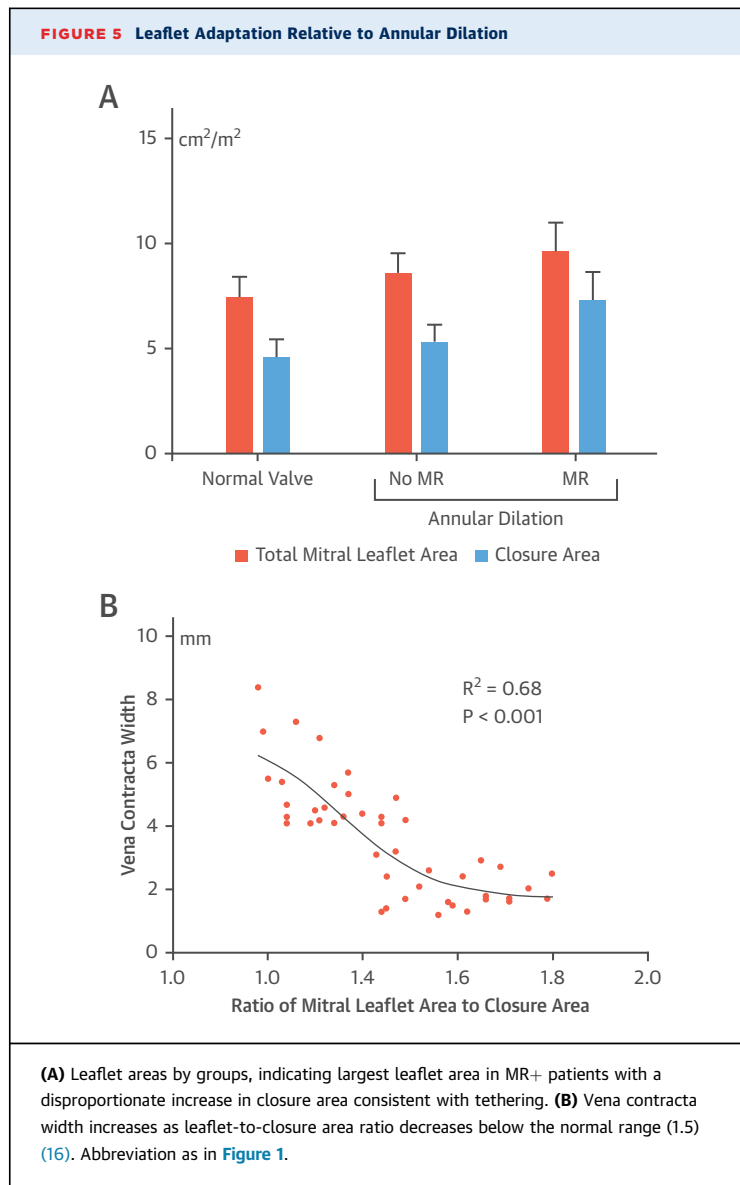 FIGURE 5 Leaflet Adaptation Relative to Annular Dilation
A
cm²/m²
15
10
5
0
Normal Valve
No MR
MR
Annular Dilation
Total Mitral Leaflet Area
Closure Area
B
mm
10
8
6
4
2
0
Vena Contracta Width
R² = 0.68
P < 0.001
1.0
1.0
1.4
1.6
1.8
2.0
Ratio of Mitral Leaflet Area to Closure Area
(A) Leaflet areas by groups, indicating largest leaflet area in MR+ patients with a
disproportionate increase in closure area consistent with tethering. (B) Vena contracta
width increases as leaflet-to-closure area ratio decreases below the normal range (1.5)
(16). Abbreviation as in Figure 1.